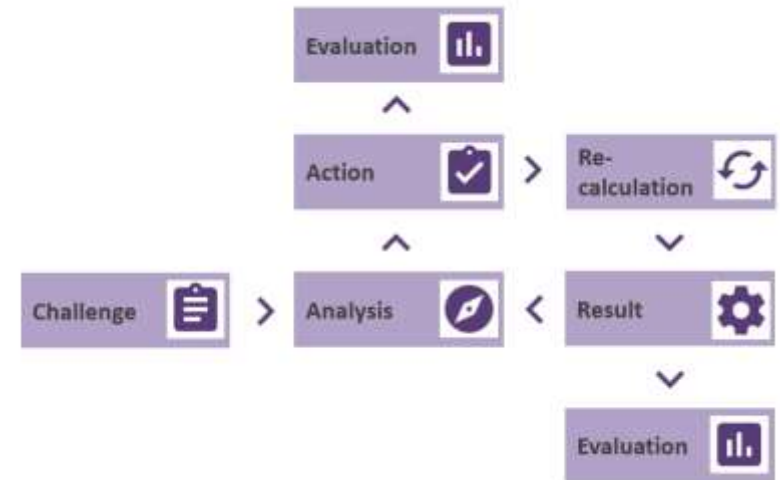 Evaluation
Action
Re-
calculation
Challenge
Analysis
Result
Evaluation